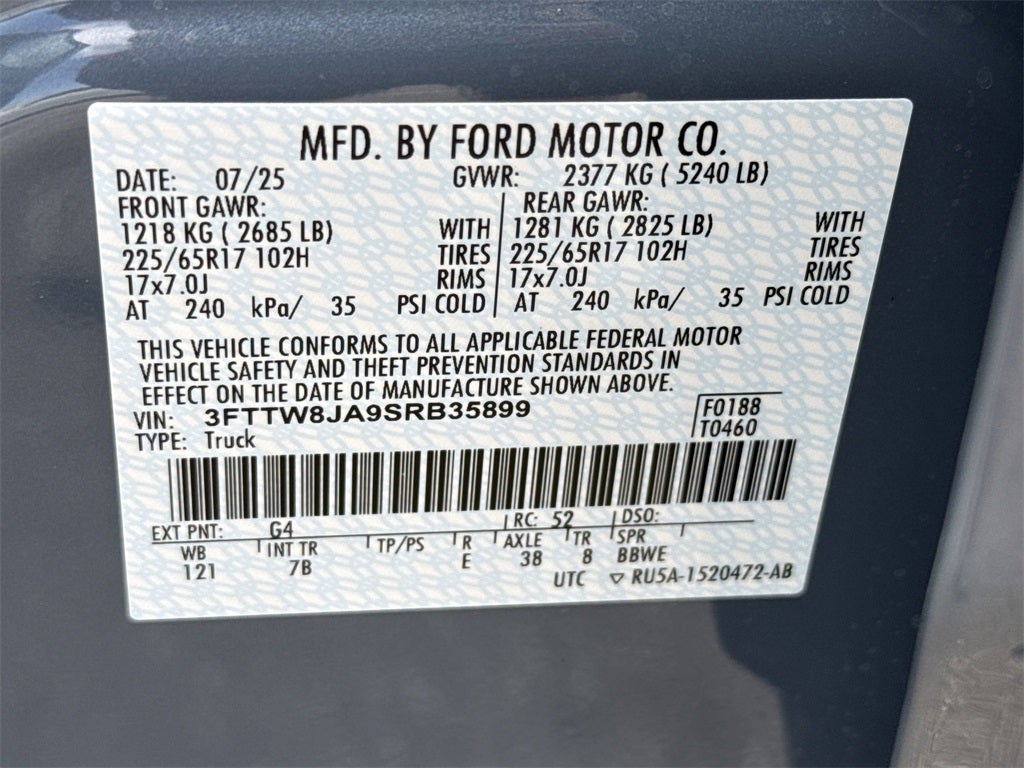 MFD. BY FORD MOTOR CO.
DATE: 07/25 GVWR: 2377 KG ( 5240 LB)
FRONT GAWR: REAR GAWR:
1218 KG ( 2685 LB) WITH 1281 KG ( 2825 LB) WITH
225/65R17 102H TIRES 225/65R17 102H TIRES
17x7.0J RIMS 17x7.0J RIMS
AT 240 kPa/ 35 PSI COLD AT 240 kPa/ 35 PSI COLD
THIS VEHICLE CONFORMS TO ALL APPLICABLE FEDERAL MOTOR
VEHICLE SAFETY AND THEFT PREVENTION STANDARDS IN
EFFECT ON THE DATE OF MANUFACTURE SHOWN ABOVE.
VIN: 3FTTW8JA9SRB35899 F0188
TYPE: Truck T0460
EXT PNT: G4 RC: 52 DSO:
WB INT TR TP/PS R AXLE TR SPR
121 7B E 38 8 BBWE
UTC ▽ RU5A-1520472-AB